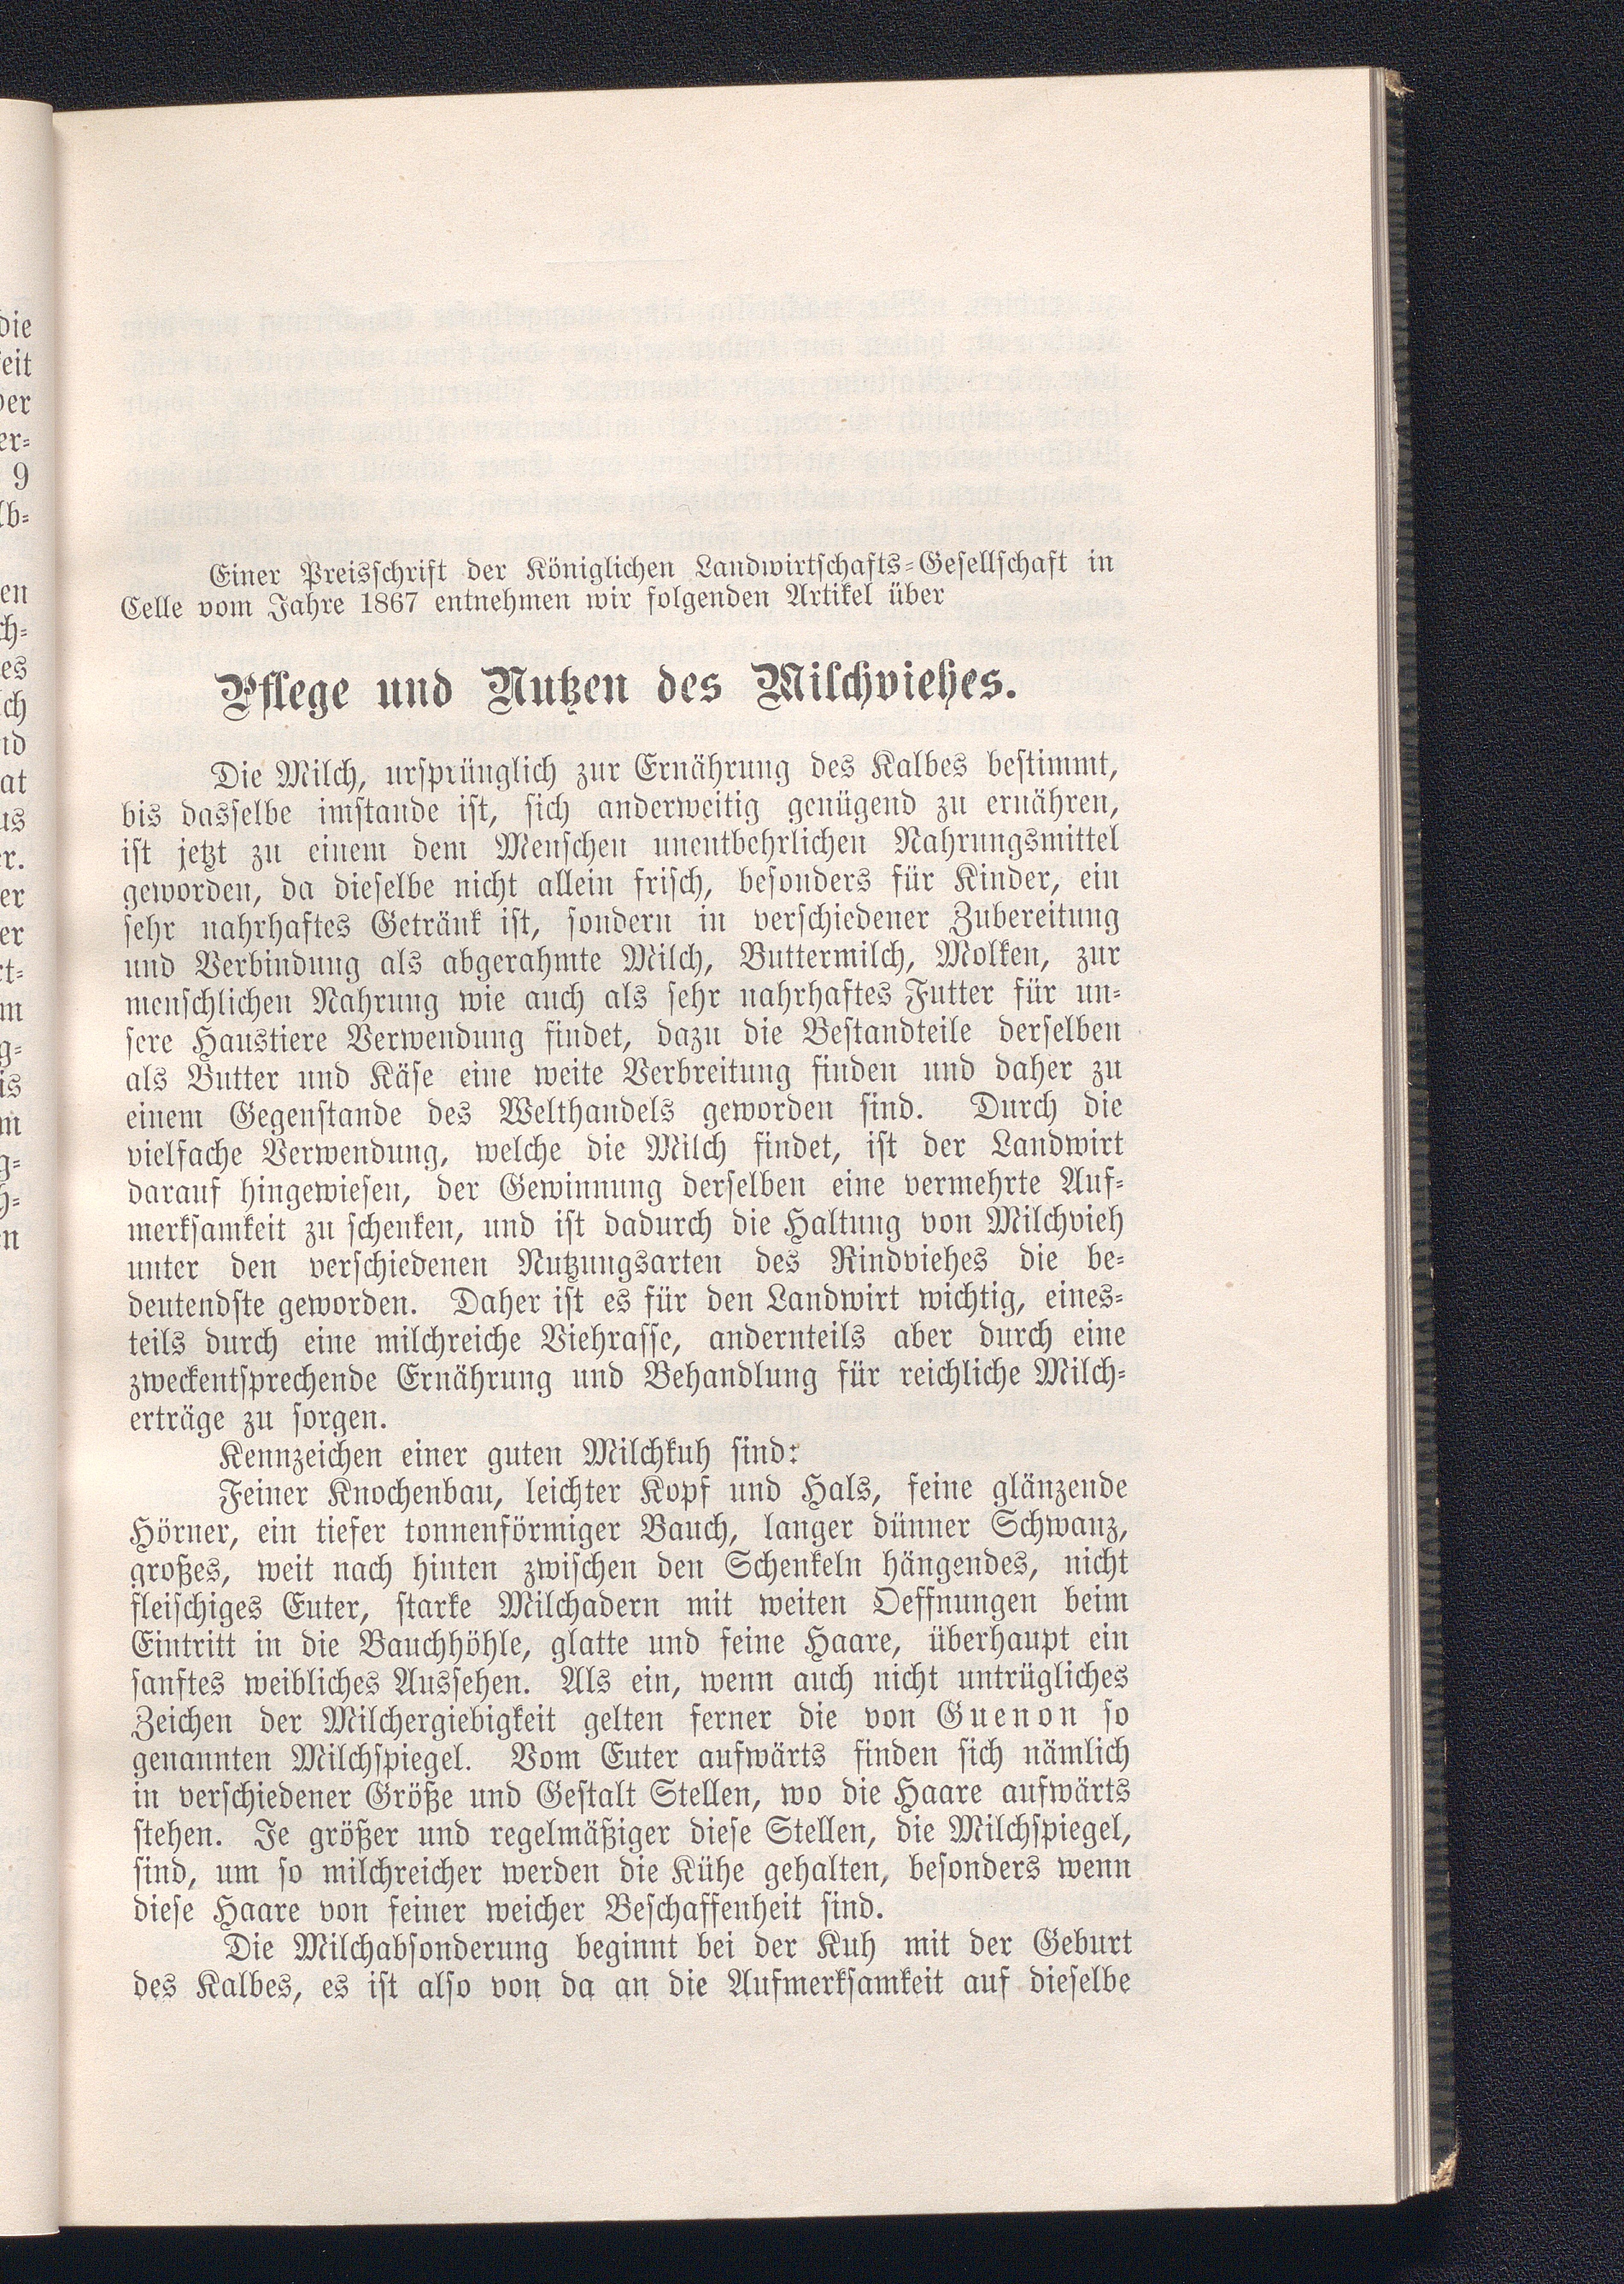 Einer Preisschrift der Königlichen Landwirtschafts-Gesellschaft in
Celle vom Jahre 1867 entnehmen wir folgenden Artikel über
Pflege und Nutzen des Milchviehes.
Die Milch, ursprünglich zur Ernährung des Kalbes bestimmt,
bis dasselbe imstande ist, sich anderweitig genügend zu ernähren,
ist jetzt zu einem dem Menschen unentbehrlichen Nahrungsmittel
geworden, da dieselbe nicht allein frisch, besonders für Kinder, ein
sehr nahrhaftes Getränk ist, sondern in verschiedener Zubereitung
und Verbindung als abgerahmte Milch, Buttermilch, Molken, zur
menschlichen Nahrung wie auch als sehr nahrhaftes Futter für un-
sere Haustiere Verwendung findet, dazu die Bestandteile derselben
als Butter und Käse eine weite Verbreitung finden und daher zu
einem Gegenstande des Welthandels geworden sind. Durch die
vielfache Verwendung, welche die Milch findet, ist der Landwirt
darauf hingewiesen, der Gewinnung derselben eine vermehrte Auf-
merksamkeit zu schenken, und ist dadurch die Haltung von Milchvieh
unter den verschiedenen Nutzungsarten des Rindviehes die be-
deutendste geworden. Daher ist es für den Landwirt wichtig, eines-
teils durch eine milchreiche Viehrasse, andernteils aber durch eine
zweckentsprechende Ernährung und Behandlung für reichliche Milch-
erträge zu sorgen.
Kennzeichen einer guten Milchkuh sind:
Feiner Knochenbau, leichter Kopf und Hals, feine glänzende
Hörner, ein tiefer tonnenförmiger Bauch, langer dünner Schwanz,
großes, weit nach hinten zwischen den Schenkeln hängendes, nicht
fleischiges Euter, starke Milchadern mit weiten Oeffnungen beim
Eintritt in die Bauchhöhle, glatte und feine Haare, überhaupt ein
sanftes weibliches Aussehen. Als ein, wenn auch nicht untrügliches
Zeichen der Milchergiebigkeit gelten ferner die von Guenon so
genannten Milchspiegel. Vom Euter aufwärts finden sich nämlich
in verschiedener Größe und Gestalt Stellen, wo die Haare aufwärts
stehen. Je größer und regelmäßiger diese Stellen, die Milchspiegel,
sind, um so milchreicher werden die Kühe gehalten, besonders wenn
diese Haare von feiner weicher Beschaffenheit sind.
Die Milchabsonderung beginnt bei der Kuh mit der Geburt
des Kalbes, es ist also von da an die Aufmerksamkeit auf dieselbe